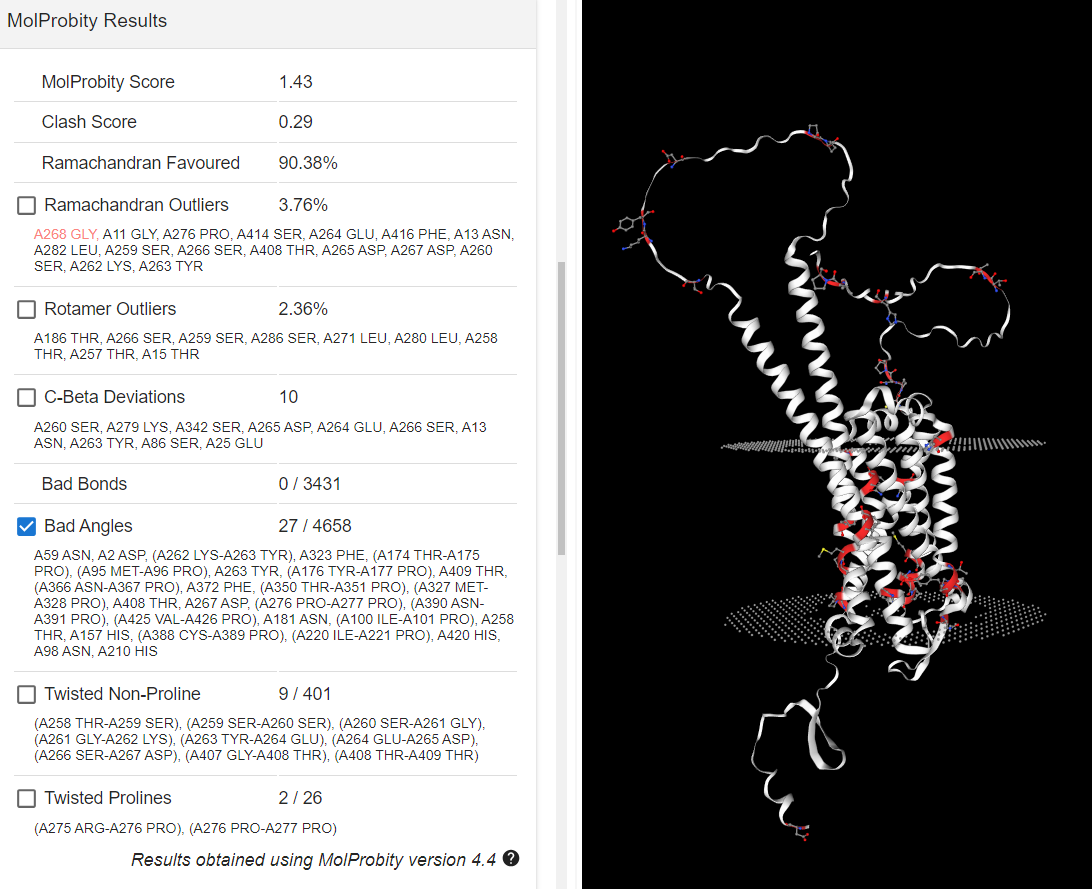 MolProbity Results
MolProbity Score 1.43
Clash Score 0.29
Ramachandran Favoured 90.38%
Ramachandran Outliers 3.76%
A268 GLY, A11 GLY, A276 PRO, A414 SER, A264 GLU, A416 PHE, A13 ASN,
A282 LEU, A259 SER, A266 SER, A408 THR, A265 ASP, A267 ASP, A260
SER, A262 LYS, A263 TYR
Rotamer Outliers 2.36%
A186 THR, A266 SER, A259 SER, A286 SER, A271 LEU, A280 LEU, A258
THR, A257 THR, A15 THR
C-Beta Deviations 10
A260 SER, A279 LYS, A342 SER, A265 ASP, A264 GLU, A266 SER, A13
ASN, A263 TYR, A86 SER, A25 GLU
Bad Bonds 0 / 3431
Bad Angles 27 / 4658
A59 ASN, A2 ASP, (A262 LYS-A263 TYR), A323 PHE, (A174 THR-A175
PRO), (A95 MET-A96 PRO), A263 TYR, (A176 TYR-A177 PRO), A409 THR,
(A366 ASN-A367 PRO), A372 PHE, (A350 THR-A351 PRO), (A327 MET-
A328 PRO), A408 THR, A267 ASP, (A276 PRO-A277 PRO), (A390 ASN-
A391 PRO), (A425 VAL-A426 PRO), A181 ASN, (A100 ILE-A101 PRO), A258
THR, A157 HIS, (A388 CYS-A389 PRO), (A220 ILE-A221 PRO), A420 HIS,
A98 ASN, A210 HIS
Twisted Non-Proline 9 / 401
(A258 THR-A259 SER), (A259 SER-A260 SER), (A260 SER-A261 GLY),
(A261 GLY-A262 LYS), (A263 TYR-A264 GLU), (A264 GLU-A265 ASP),
(A266 SER-A267 ASP), (A407 GLY-A408 THR), (A408 THR-A409 THR)
Twisted Prolines 2 / 26
(A275 ARG-A276 PRO), (A276 PRO-A277 PRO)
Results obtained using MolProbity version 4.4 ?